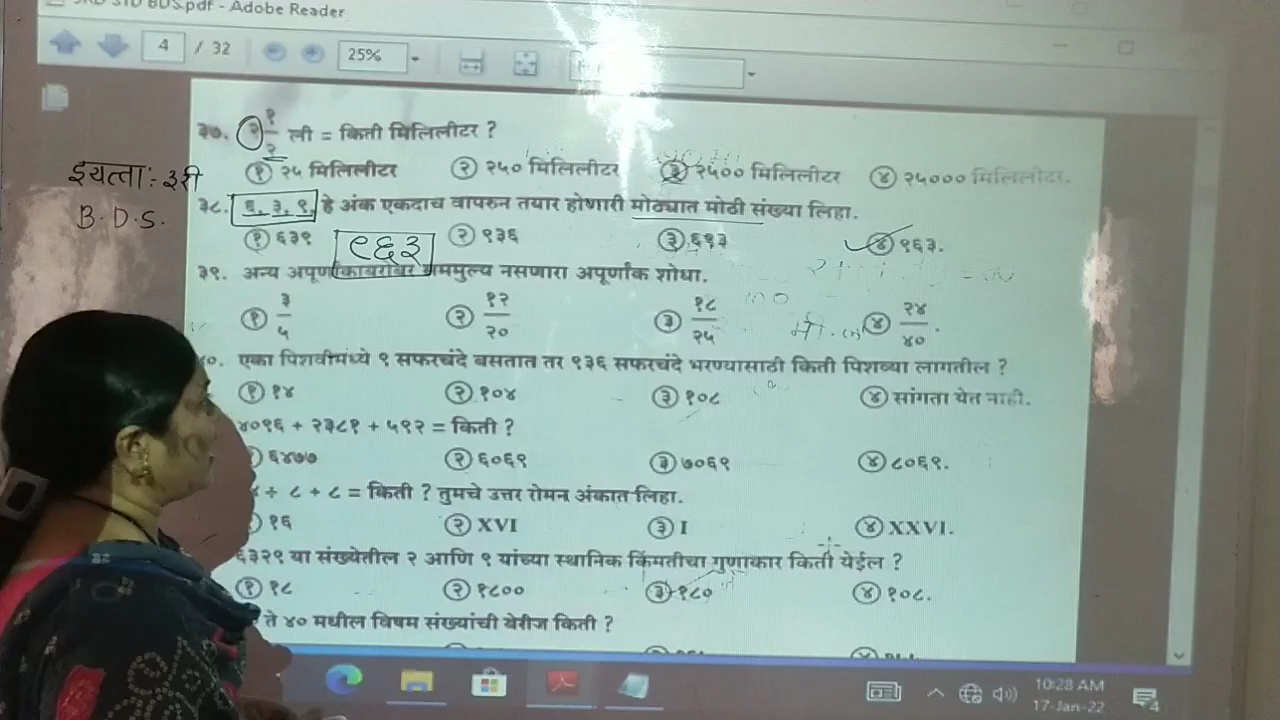 BDS.pdf - Adobe Reader
4 / 32 25%
३७. २ १/२ ली = किती मिलिलीटर ?
१ २५ मिलिलीटर २ २५० मिलिलीटर ३ २५०० मिलिलीटर ४ २५००० मिलिलीटर.
इयत्ता:- ३री
B.D.S.
३८. ६, ३, ९, हे अंक एकदाच वापरुन तयार होणारी मोठ्यात मोठी संख्या लिहा.
१ ६३९ २ ९३६ ३ ६९३ ४ ९६३.
९६३
३९. अन्य अपूर्णांकाबरोबर सममुल्य नसणारा अपूर्णांक शोधा.
१ ३/५ २ १२/२० ३ १८/२५ ४ २४/४०.
४०. एका पिशवीमध्ये ९ सफरचंदे बसतात तर ९३६ सफरचंदे भरण्यासाठी किती पिशव्या लागतील ?
१ १४ २ १०४ ३ १०८ ४ सांगता येत नाही.
४०९६ + २३८१ + ५९२ = किती ?
६४७७ २ ६०६९ ३ ७०६९ ४ ८०६९.
÷ ८ + ८ = किती ? तुमचे उत्तर रोमन अंकात लिहा.
१६ २ XVI ३ I ४ XXVI.
६३२९ या संख्येतील २ आणि ९ यांच्या स्थानिक किंमतीचा गुणाकार किती येईल ?
१ १८ २ १८०० ३ १८० ४ १०८.
ते ४० मधील विषम संख्यांची बेरीज किती ?
10:28 AM
17-Jan-22
4